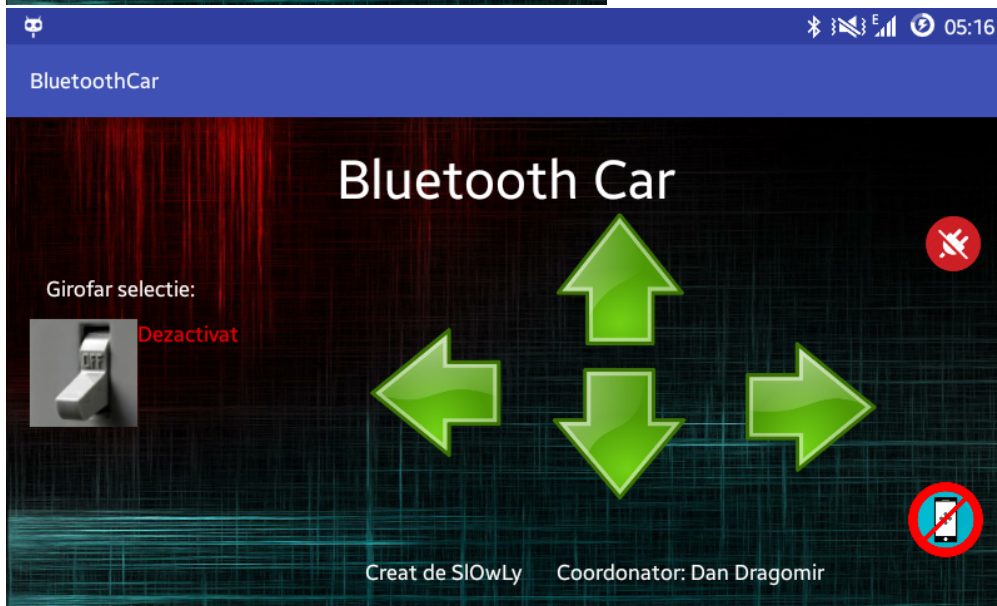 E 05:16
BluetoothCar
Bluetooth Car
Girofar selectie:
Dezactivat
OFF
Creat de SlOwLy Coordonator: Dan Dragomir